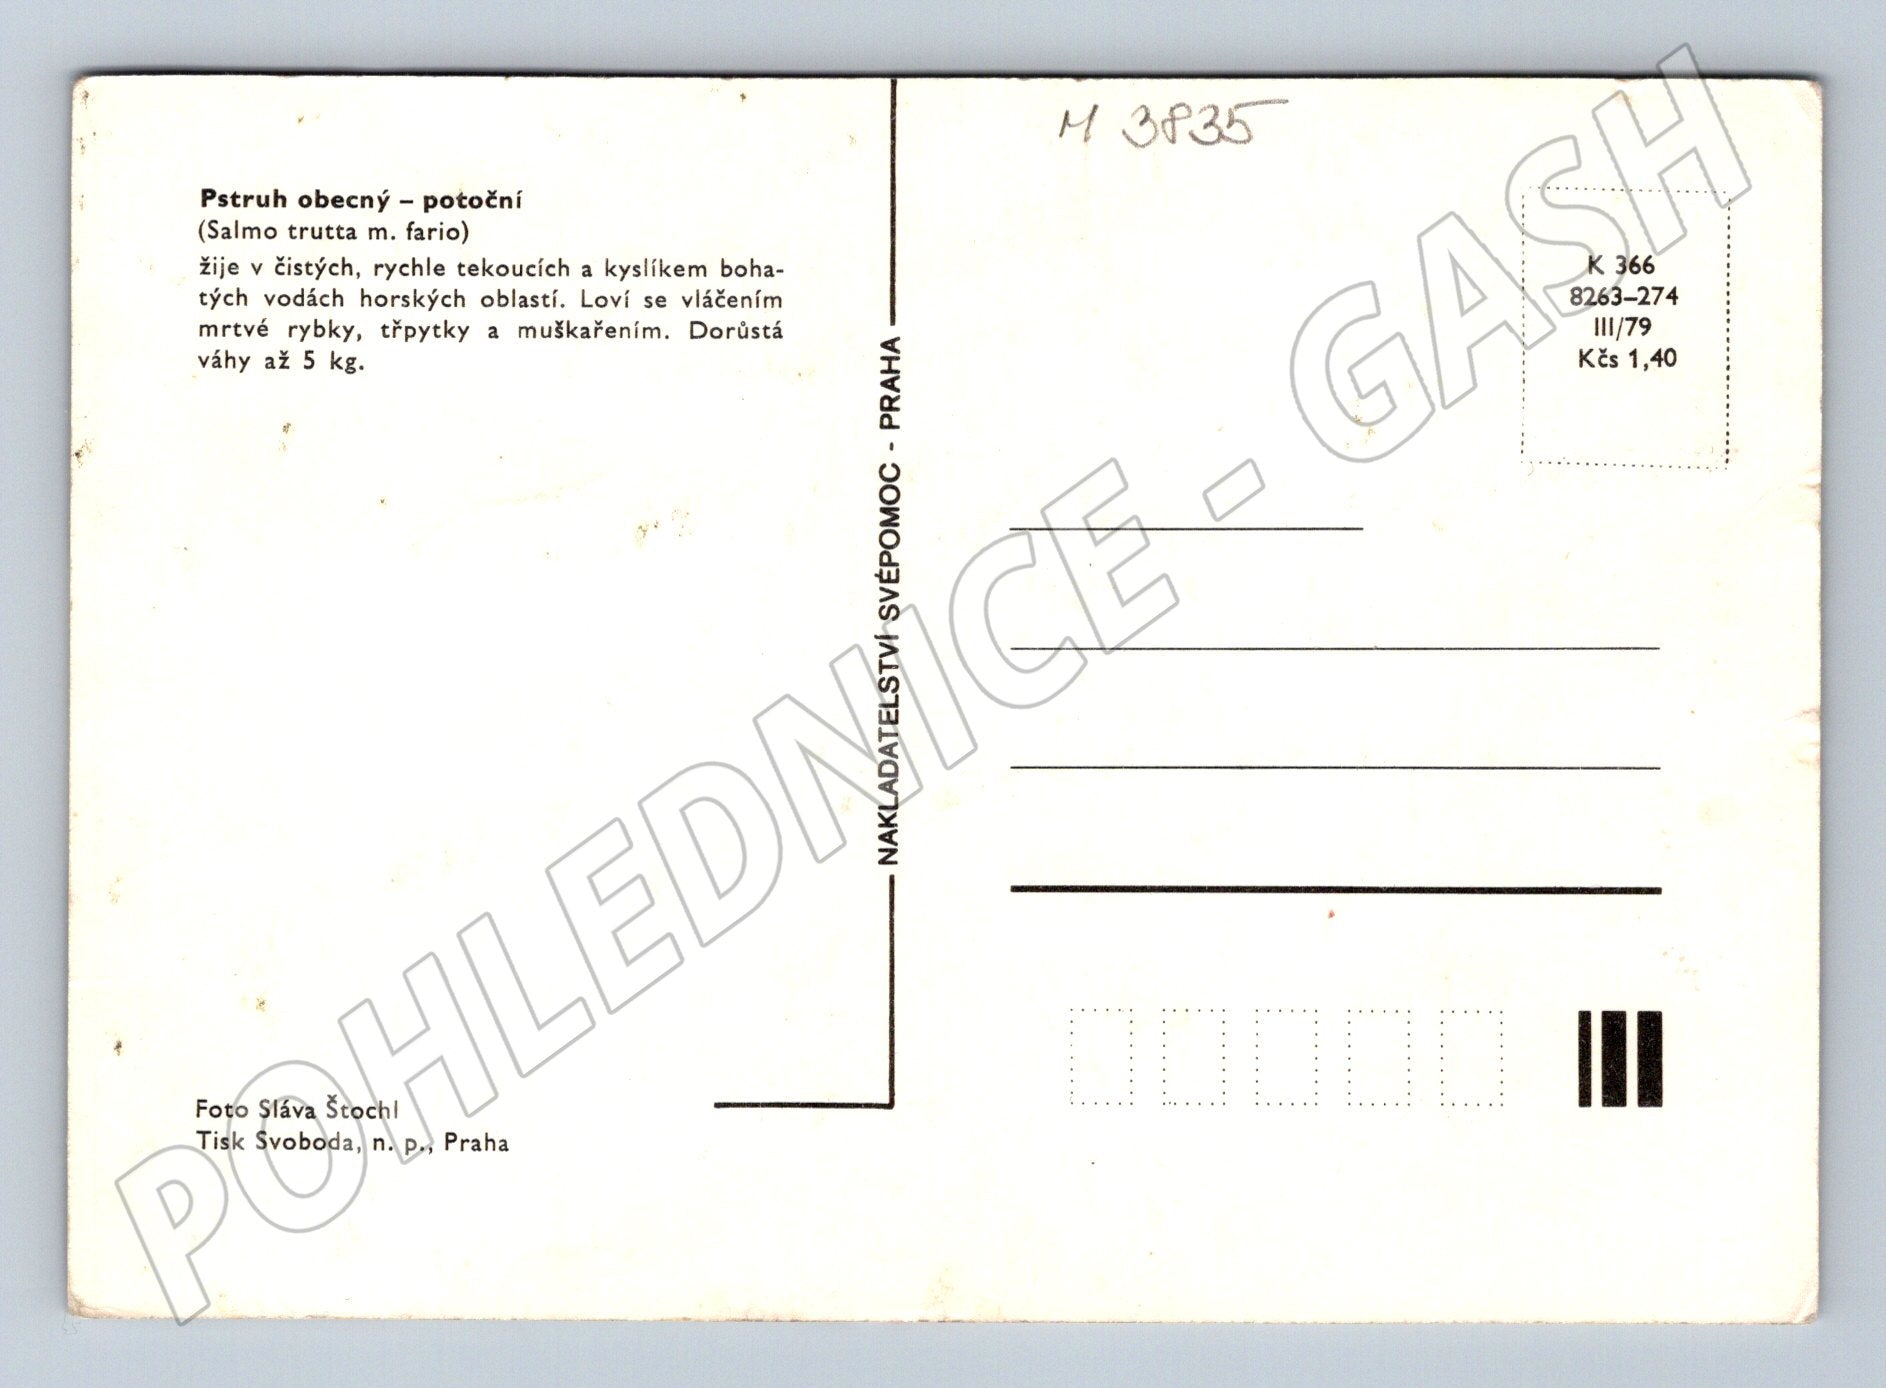 M 3835
Pstruh obecný – potoční
(Salmo trutta m. fario)
žije v čistých, rychle tekoucích a kyslíkem boha-
tých vodách horských oblastí. Loví se vláčením
mrtvé rybky, třpytky a muškařením. Dorůstá
váhy až 5 kg.
K 366
8263–274
III/79
Kčs 1,40
NAKLADATELSTVÍ SVÉPOMOC - PRAHA
Foto Sláva Štochl
Tisk Svoboda, n. p., Praha
POHLEDNICE - GASH